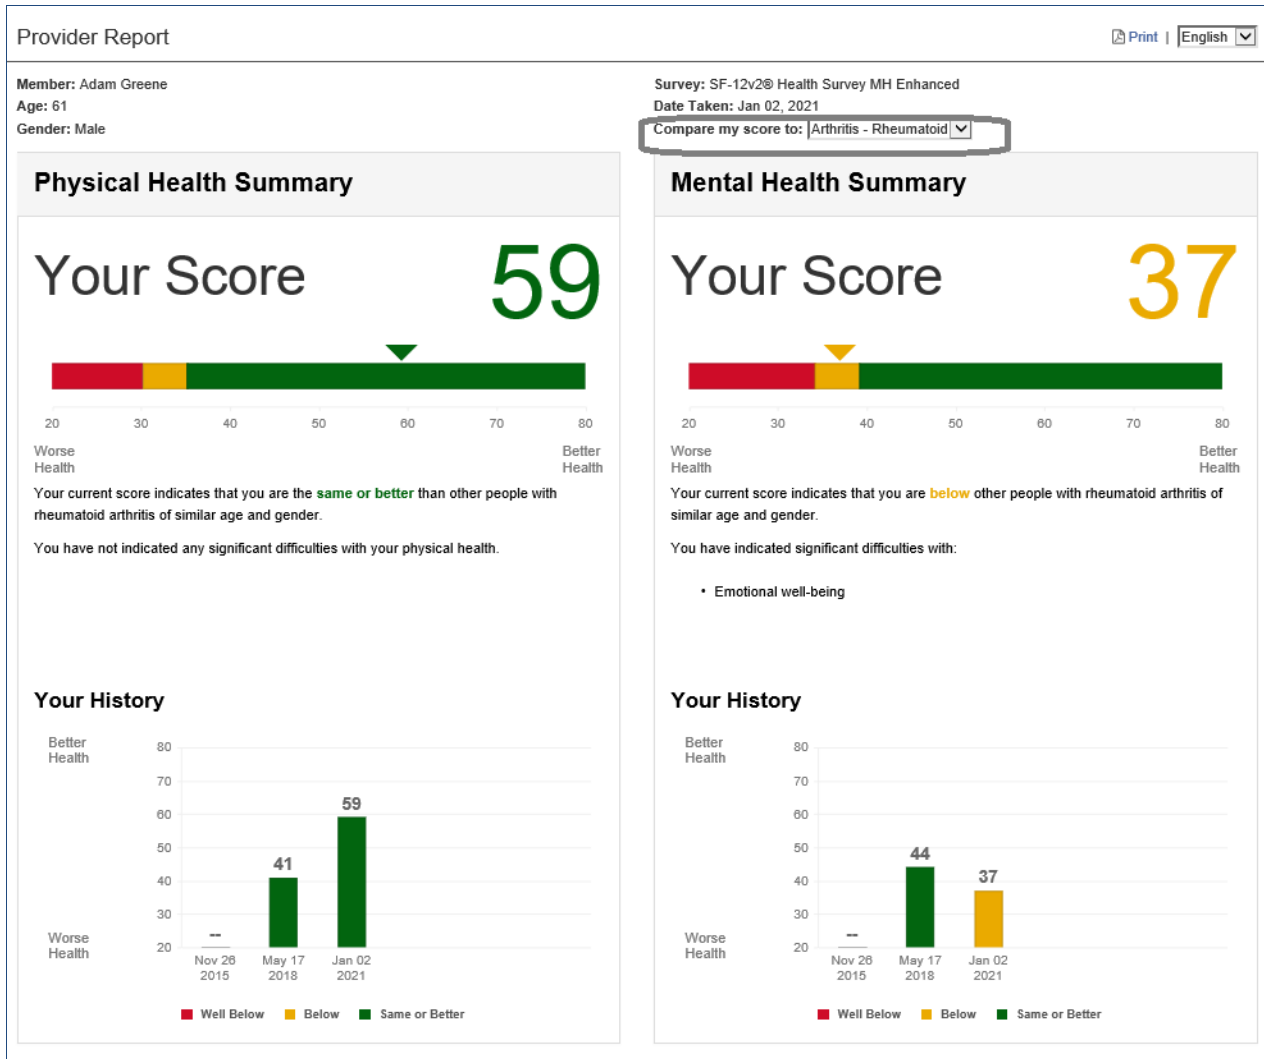 Provider Report
Print | English
Member: Adam Greene
Age: 61
Gender: Male
Survey: SF-12v2® Health Survey MH Enhanced
Date Taken: Jan 02, 2021
Compare my score to: Arthritis - Rheumatoid
Physical Health Summary
Your Score 59
20 30 40 50 60 70 80
Worse Health
Better Health
Your current score indicates that you are the same or better than other people with
rheumatoid arthritis of similar age and gender.
You have not indicated any significant difficulties with your physical health.
Your History
Better Health
80
70
60
50
40
30
20
Worse Health
--
41
59
Nov 26 2015
May 17 2018
Jan 02 2021
Well Below Below Same or Better
Mental Health Summary
Your Score 37
20 30 40 50 60 70 80
Worse Health
Better Health
Your current score indicates that you are below other people with rheumatoid arthritis of
similar age and gender.
You have indicated significant difficulties with:
• Emotional well-being
Your History
Better Health
80
70
60
50
40
30
20
Worse Health
--
44
37
Nov 26 2015
May 17 2018
Jan 02 2021
Well Below Below Same or Better